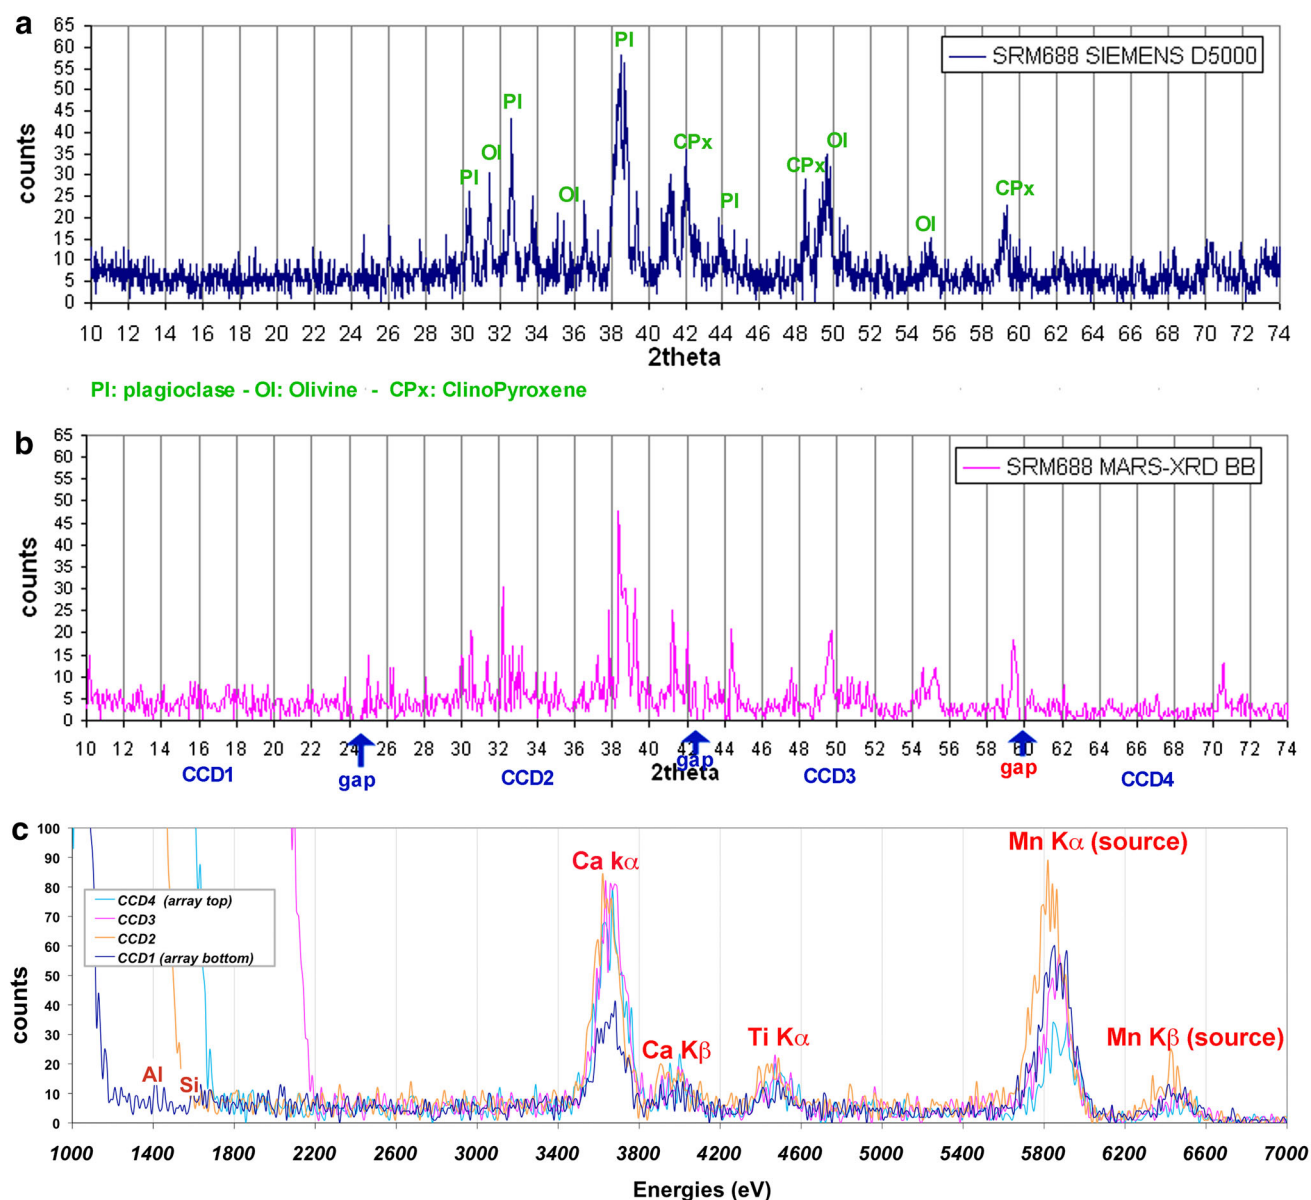 a
65
60
55
50
45
40
35
30
25
20
15
10
5
0
counts
SRM688 SIEMENS D5000
Pl
Pl
Ol
Pl
Ol
CPx
Pl
CPx
Ol
Ol
CPx
10 12 14 16 18 20 22 24 26 28 30 32 34 36 38 40 42 44 46 48 50 52 54 56 58 60 62 64 66 68 70 72 74
2theta
Pl: plagioclase - Ol: Olivine - CPx: ClinoPyroxene
b
65
60
55
50
45
40
35
30
25
20
15
10
5
0
counts
SRM688 MARS-XRD BB
10 12 14 16 18 20 22 24 26 28 30 32 34 36 38 40 42 44 46 48 50 52 54 56 58 60 62 64 66 68 70 72 74
2theta
CCD1 gap CCD2 gap CCD3 gap CCD4
c
100
90
80
70
60
50
40
30
20
10
0
counts
CCD4 (array top)
CCD3
CCD2
CCD1 (array bottom)
Al
Si
Ca kα
Ca Kβ
Ti Kα
Mn Kα (source)
Mn Kβ (source)
1000 1400 1800 2200 2600 3000 3400 3800 4200 4600 5000 5400 5800 6200 6600 7000
Energies (eV)